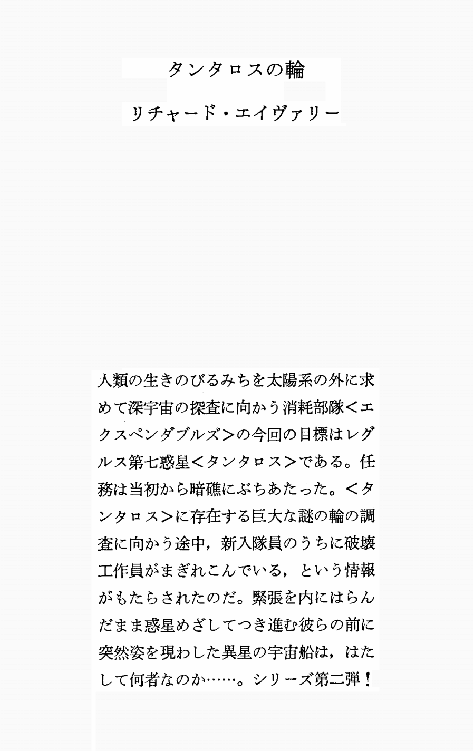 タンタロスの輪
リチャード・エイヴァリー
人類の生きのびるみちを太陽系の外に求
めて深宇宙の探査に向かう消耗部隊<エ
クスペンダブルズ>の今回の目標はレグ
ルス第七惑星<タンタロス>である。任
務は当初から暗礁にぶちあたった。<タ
ンタロス>に存在する巨大な謎の輪の調
査に向かう途中，新入隊員のうちに破壊
工作員がまぎれこんでいる，という情報
がもたらされたのだ。緊張を内にはらん
だまま惑星めざしてつき進む彼らの前に
突然姿を現わした異星の宇宙船は，はた
して何者なのか……。シリーズ第二弾！